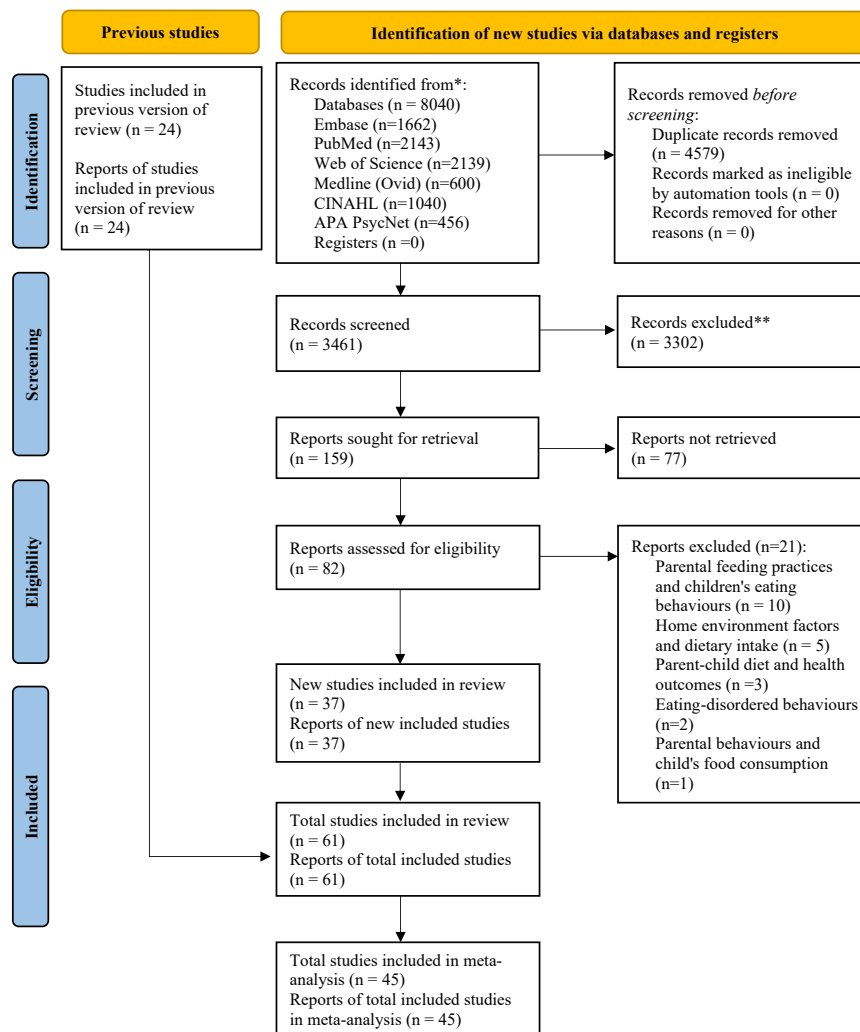 Previous studies
Identification of new studies via databases and registers
Identification
Studies included in
previous version of
review (n = 24)
Reports of studies
included in previous
version of review
(n = 24)
Records identified from*:
Databases (n = 8040)
Embase (n=1662)
PubMed (n=2143)
Web of Science (n=2139)
Medline (Ovid) (n=600)
CINAHL (n=1040)
APA PsycNet (n=456)
Registers (n =0)
Records removed before
screening:
Duplicate records removed
(n = 4579)
Records marked as ineligible
by automation tools (n = 0)
Records removed for other
reasons (n = 0)
Screening
Records screened
(n = 3461)
Records excluded**
(n = 3302)
Reports sought for retrieval
(n = 159)
Reports not retrieved
(n = 77)
Eligibility
Reports assessed for eligibility
(n = 82)
Reports excluded (n=21):
Parental feeding practices
and children's eating
behaviours (n = 10)
Home environment factors
and dietary intake (n = 5)
Parent-child diet and health
outcomes (n =3)
Eating-disordered behaviours
(n=2)
Parental behaviours and
child's food consumption
(n=1)
Included
New studies included in review
(n = 37)
Reports of new included studies
(n = 37)
Total studies included in review
(n = 61)
Reports of total included studies
(n = 61)
Total studies included in meta-
analysis (n = 45)
Reports of total included studies
in meta-analysis (n = 45)